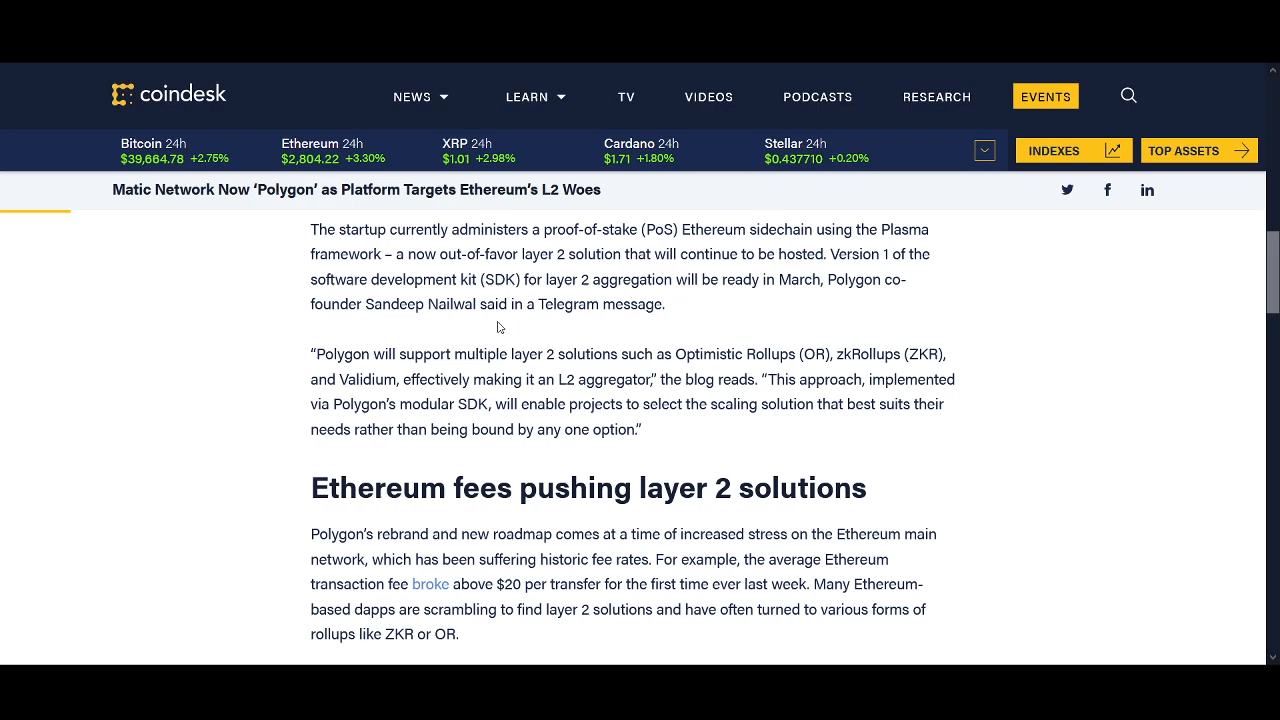 coindesk
NEWS
LEARN
TV
VIDEOS
PODCASTS
RESEARCH
EVENTS
Bitcoin 24h
$39,664.78 +2.75%
Ethereum 24h
$2,804.22 +3.30%
XRP 24h
$1.01 +2.98%
Cardano 24h
$1.71 +1.80%
Stellar 24h
$0.437710 +0.20%
INDEXES
TOP ASSETS
Matic Network Now ‘Polygon’ as Platform Targets Ethereum’s L2 Woes
The startup currently administers a proof-of-stake (PoS) Ethereum sidechain using the Plasma
framework – a now out-of-favor layer 2 solution that will continue to be hosted. Version 1 of the
software development kit (SDK) for layer 2 aggregation will be ready in March, Polygon co-
founder Sandeep Nailwal said in a Telegram message.
“Polygon will support multiple layer 2 solutions such as Optimistic Rollups (OR), zkRollups (ZKR),
and Validium, effectively making it an L2 aggregator,” the blog reads. “This approach, implemented
via Polygon’s modular SDK, will enable projects to select the scaling solution that best suits their
needs rather than being bound by any one option.”
Ethereum fees pushing layer 2 solutions
Polygon’s rebrand and new roadmap comes at a time of increased stress on the Ethereum main
network, which has been suffering historic fee rates. For example, the average Ethereum
transaction fee broke above $20 per transfer for the first time ever last week. Many Ethereum-
based dapps are scrambling to find layer 2 solutions and have often turned to various forms of
rollups like ZKR or OR.